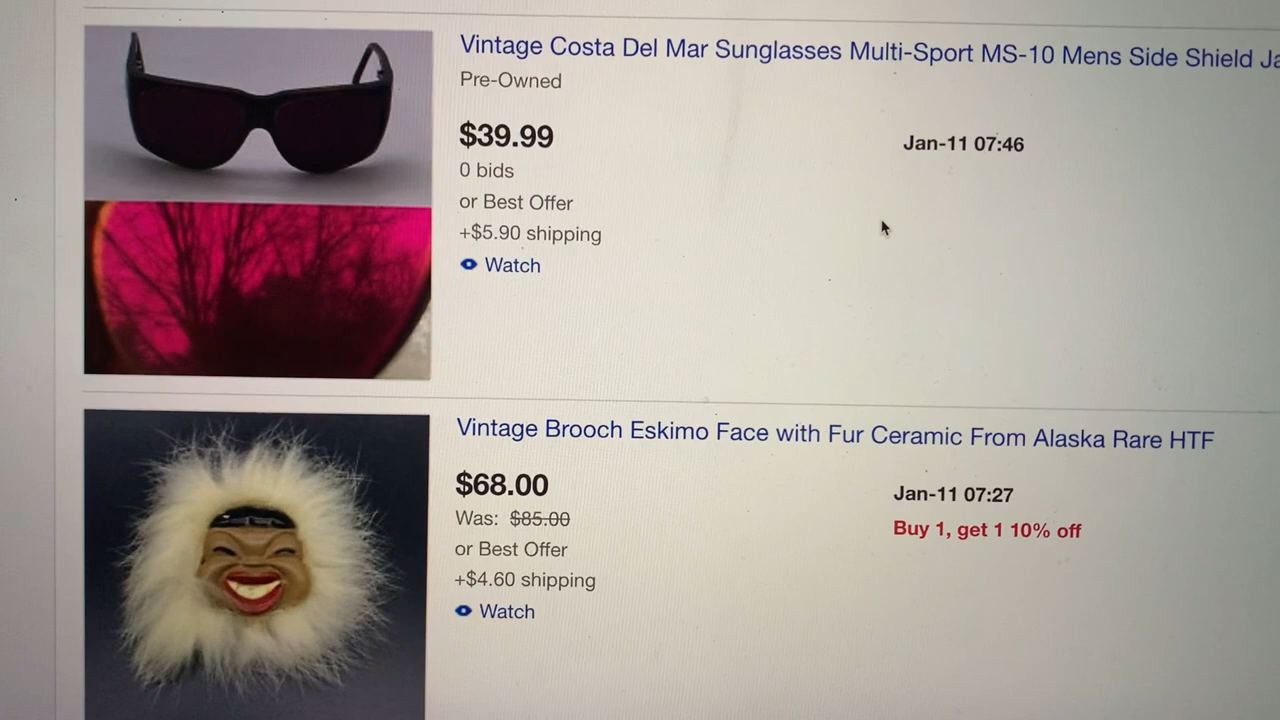 Vintage Costa Del Mar Sunglasses Multi-Sport MS-10 Mens Side Shield
Pre-Owned
$39.99
Jan-11 07:46
0 bids
or Best Offer
+$5.90 shipping
Watch
Vintage Brooch Eskimo Face with Fur Ceramic From Alaska Rare HTF
$68.00
Jan-11 07:27
Was: $85.00
Buy 1, get 1 10% off
or Best Offer
+$4.60 shipping
Watch